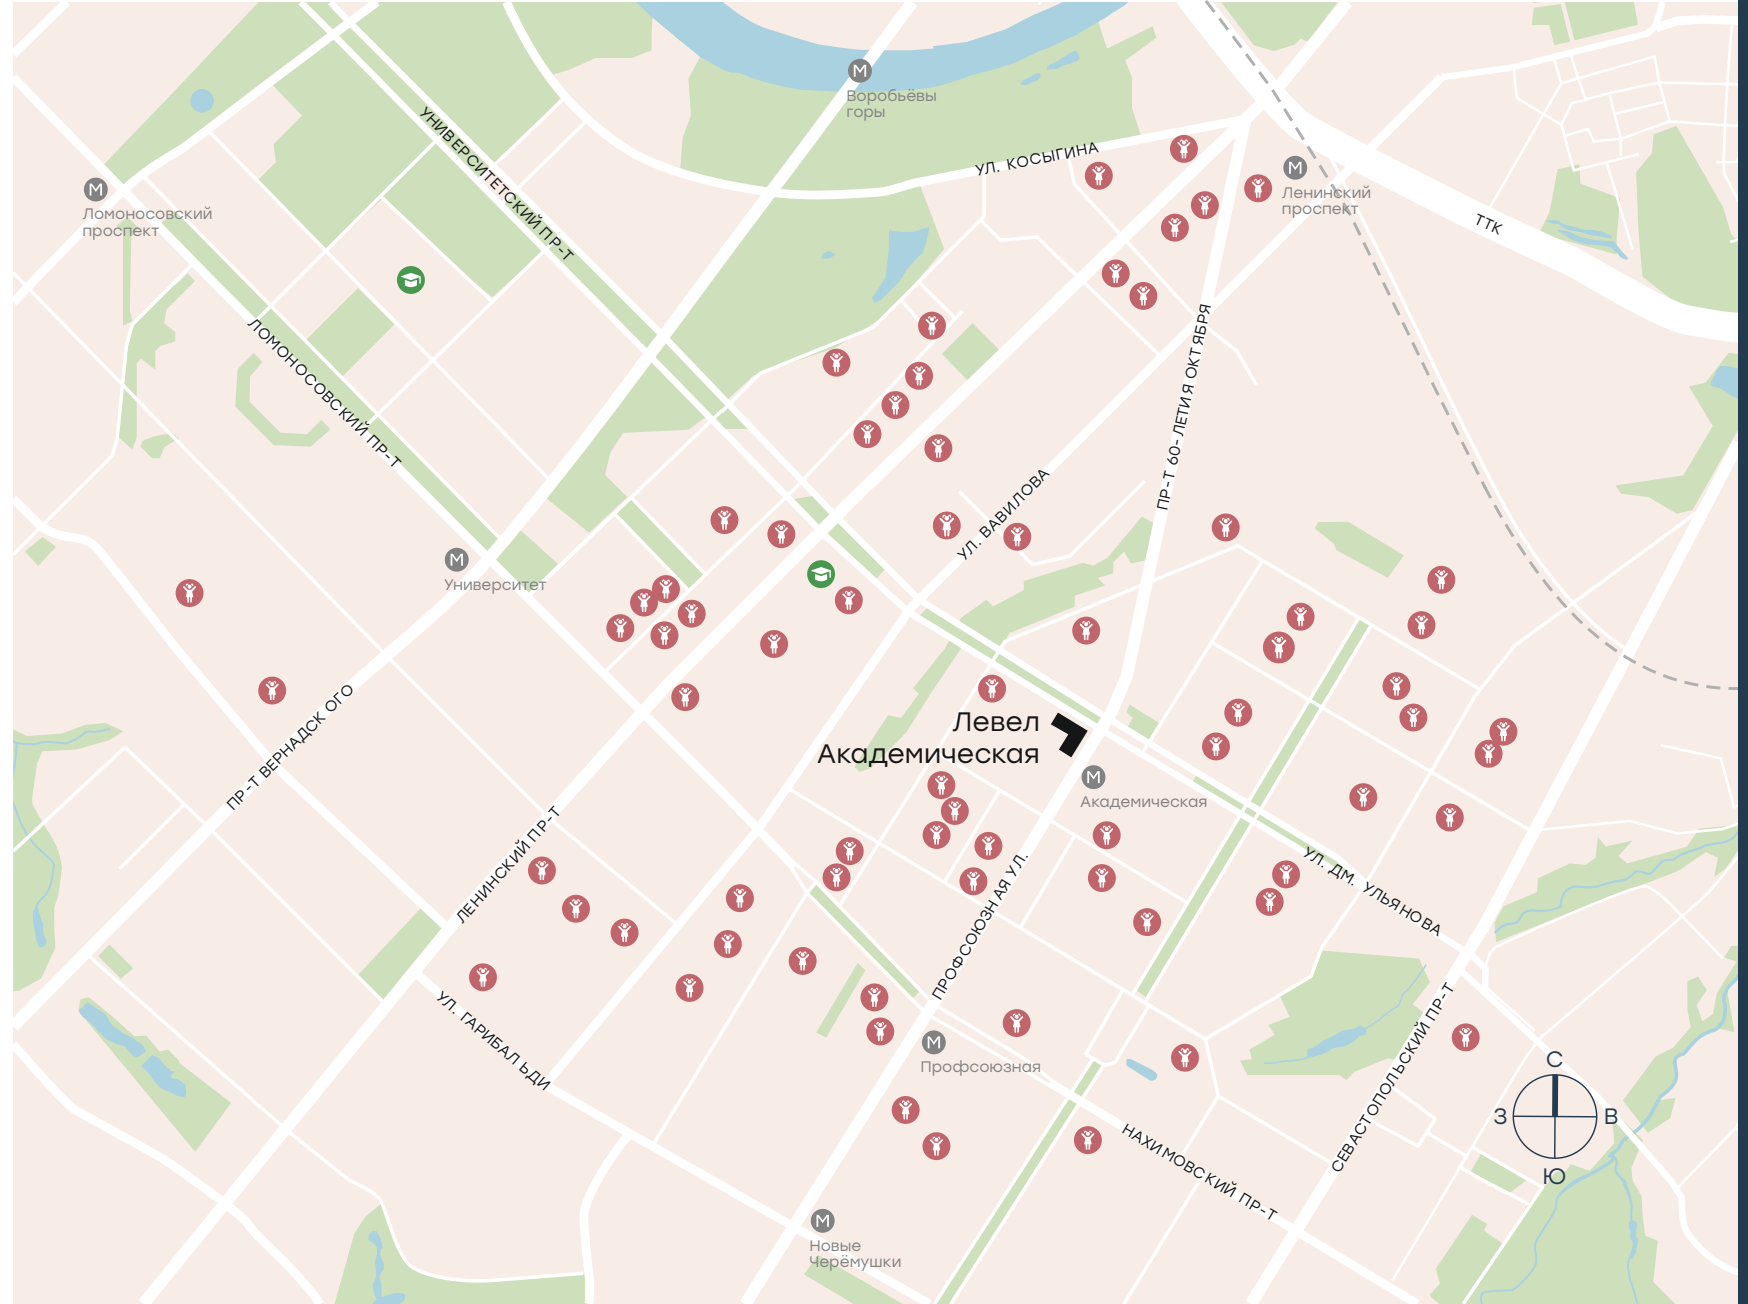 М
Воробьёвы
горы
УНИВЕРСИТЕТСКИЙ ПР-Т
УЛ. КОСЫГИНА
М
Ленинский
проспект
М
Ломоносовский
проспект
ТТК
ЛОМОНОСОВСКИЙ ПР-Т
ПР-Т 60-ЛЕТИЯ ОКТЯБРЯ
УЛ. ВАВИЛОВА
М
Университет
ПР-Т ВЕРНАДСКОГО
Левел
Академическая
М
Академическая
ЛЕНИНСКИЙ ПР-Т
УЛ. ДМ. УЛЬЯНОВА
ПРОФСОЮЗНАЯ УЛ.
УЛ. ГАРИБАЛЬДИ
М
Профсоюзная
СЕВАСТОПОЛЬСКИЙ ПР-Т
С
З
В
Ю
НАХИМОВСКИЙ ПР-Т
М
Новые
Черёмушки